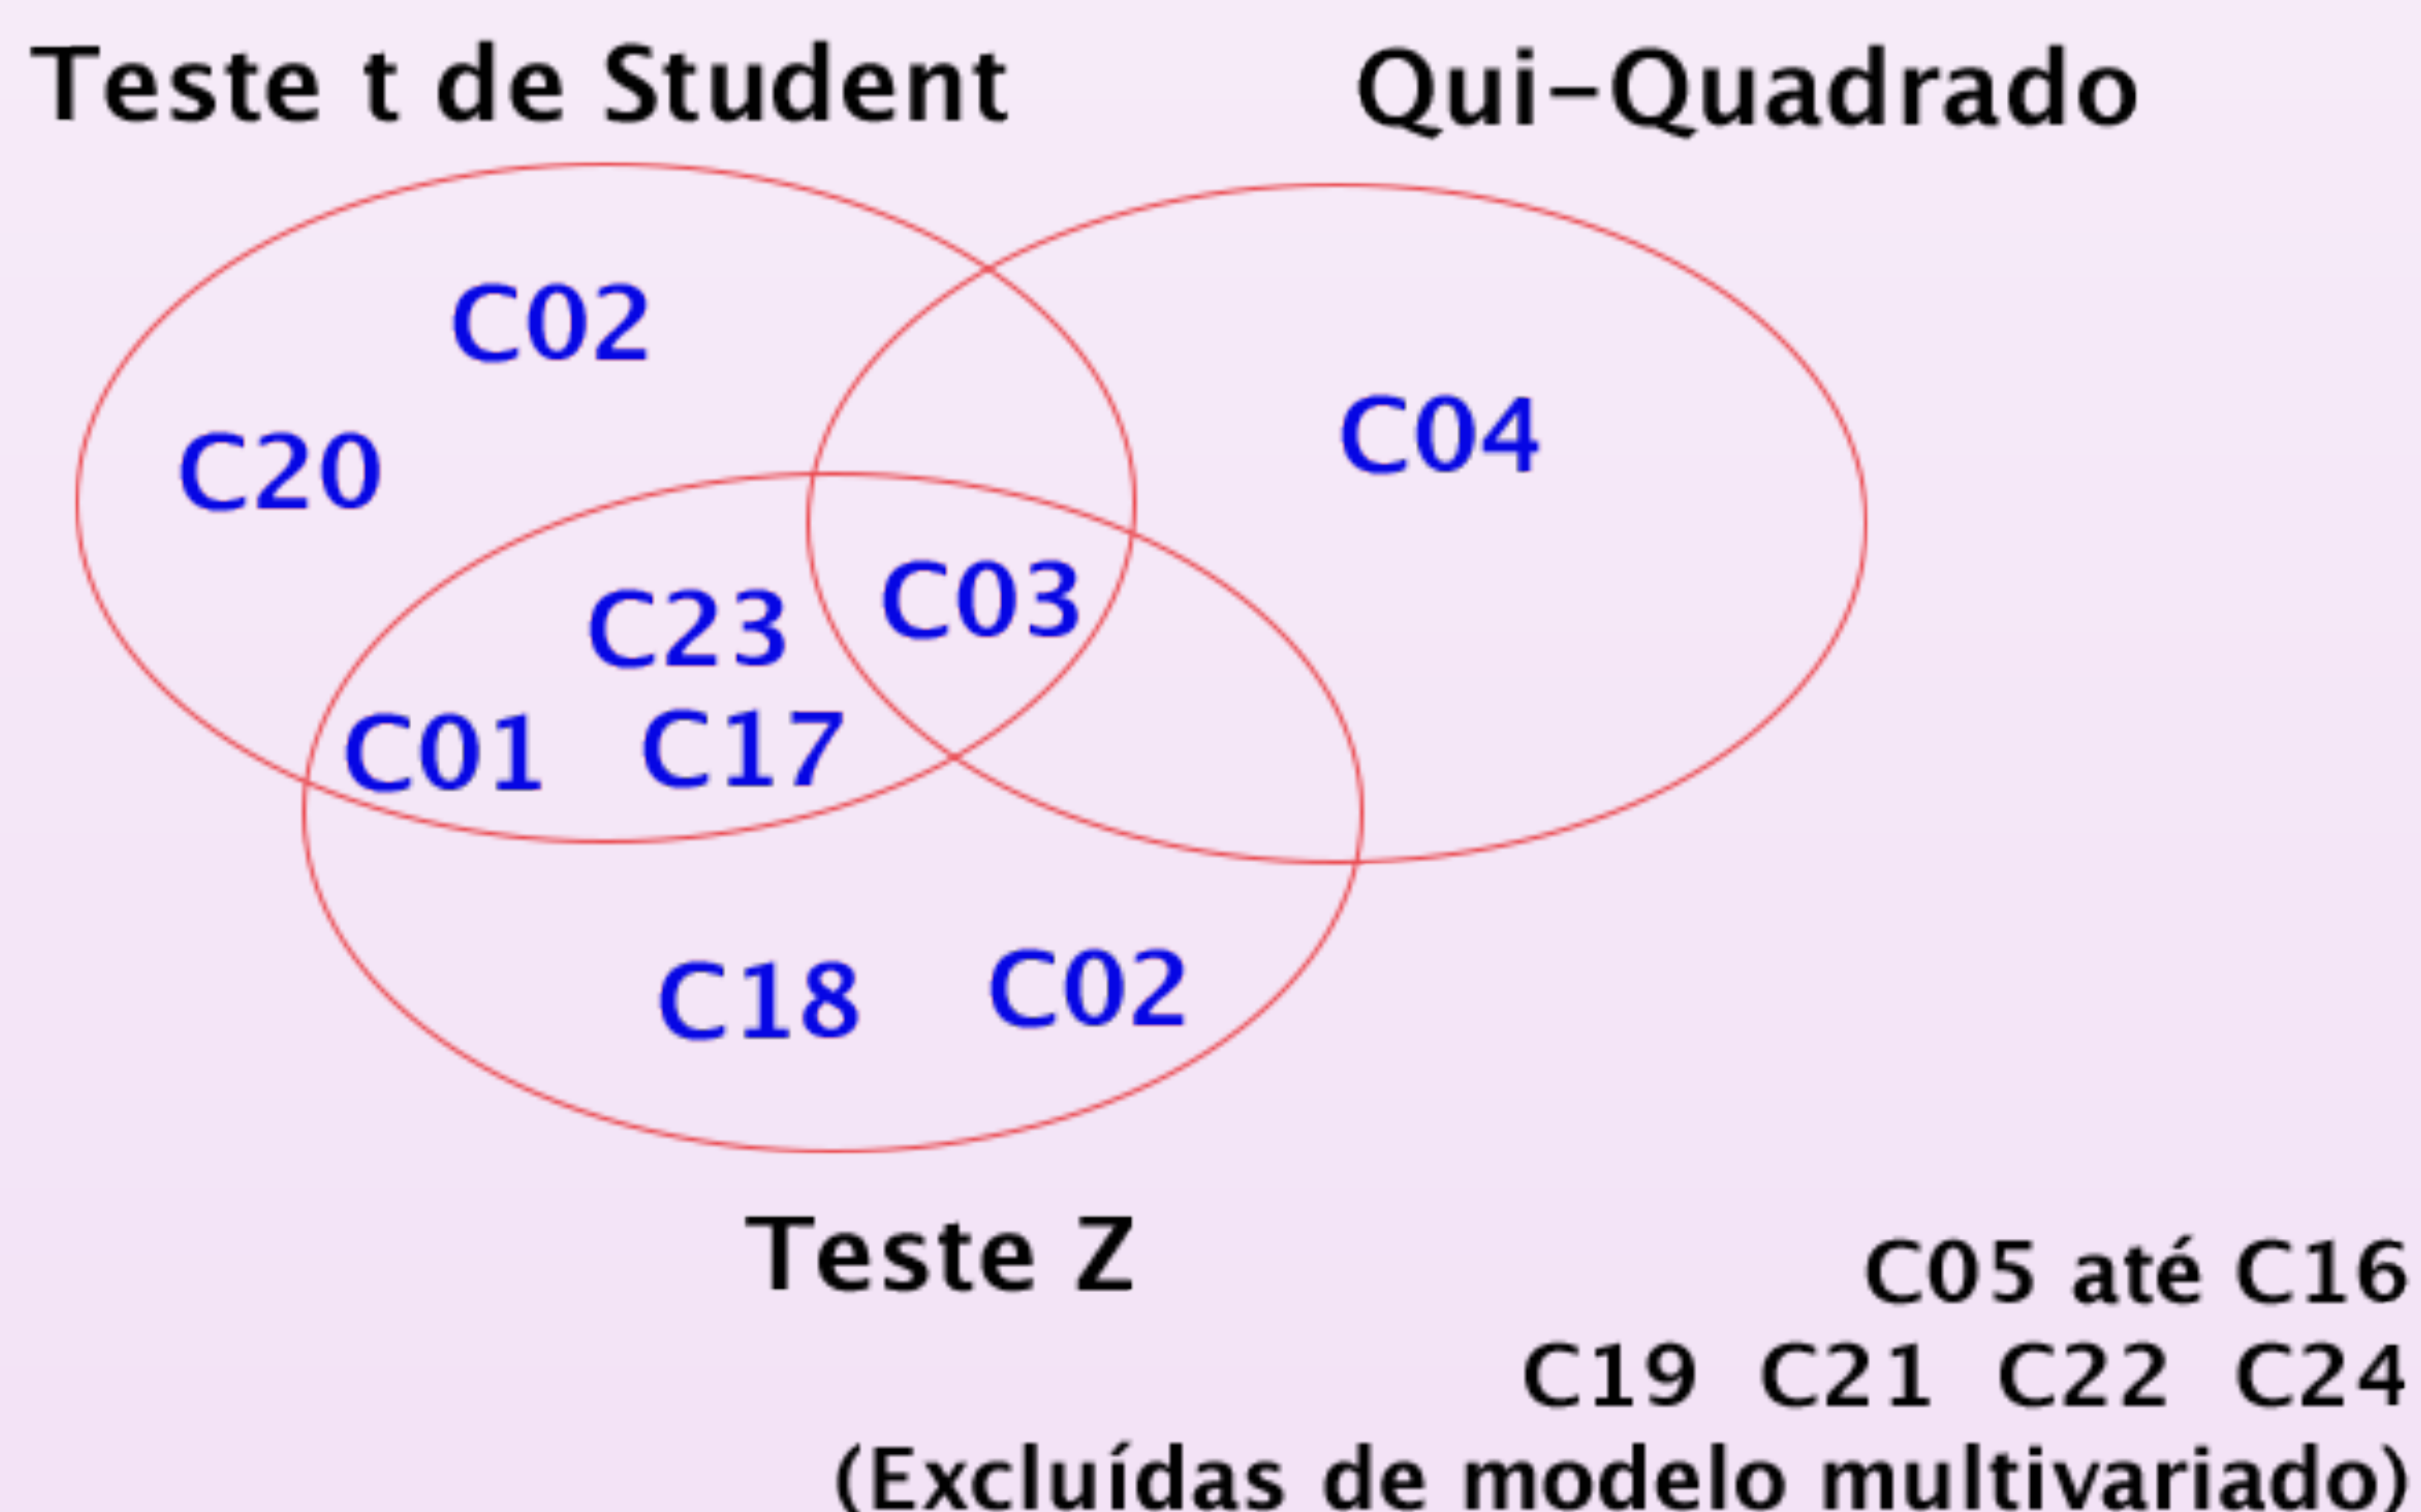 Teste t de Student
Qui-Quadrado
C02
C04
C20
C03
C23
C01 C17
C18 C02
Teste Z
C05 até C16
C19 C21 C22 C24
(Excluídas de modelo multivariado)